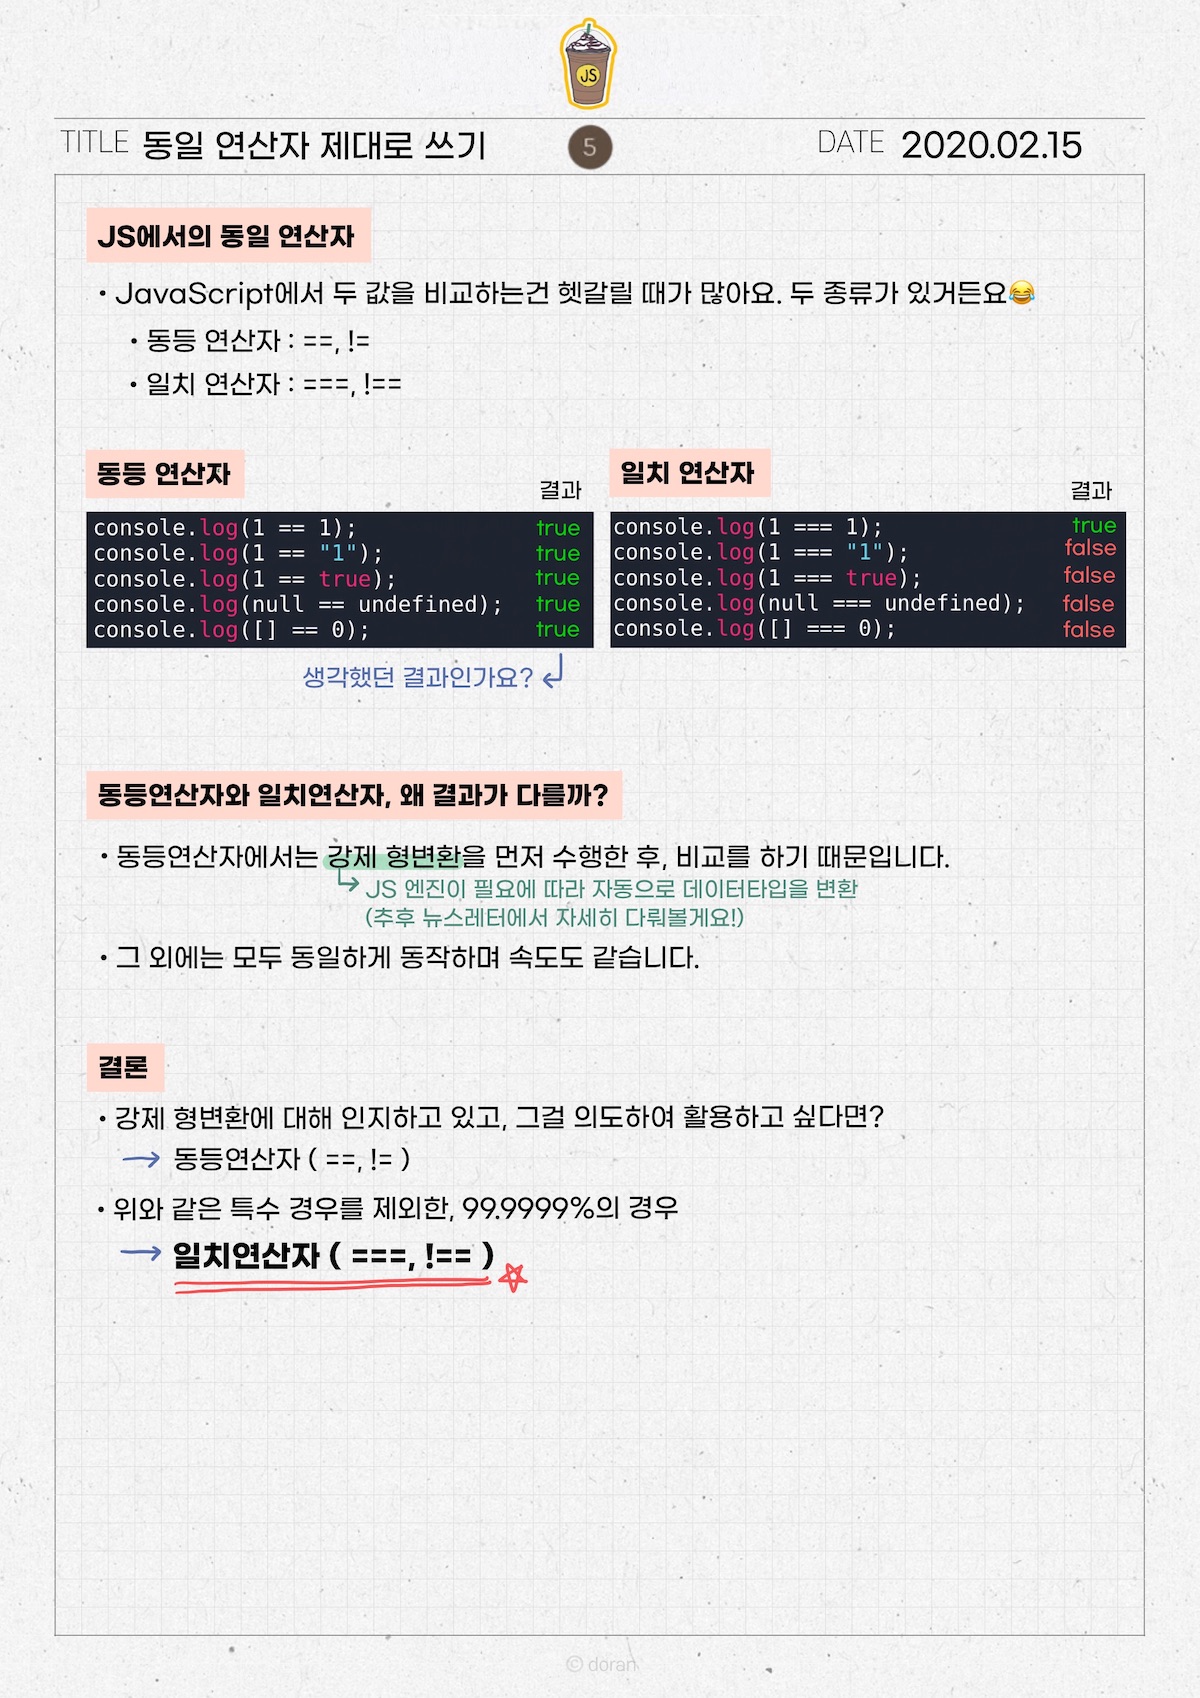 JS
TITLE 동일 연산자 제대로 쓰기 5 DATE 2020.02.15
JS에서의 동일 연산자
• JavaScript에서 두 값을 비교하는건 헷갈릴 때가 많아요. 두 종류가 있거든요😂
• 동등 연산자 : ==, !=
• 일치 연산자 : ===, !==
동등 연산자
결과
console.log(1 == 1); true
console.log(1 == "1"); true
console.log(1 == true); true
console.log(null == undefined); true
console.log([] == 0); true
생각했던 결과인가요?
일치 연산자
결과
console.log(1 === 1); true
console.log(1 === "1"); false
console.log(1 === true); false
console.log(null === undefined); false
console.log([] === 0); false
동등연산자와 일치연산자, 왜 결과가 다를까?
• 동등연산자에서는 강제 형변환을 먼저 수행한 후, 비교를 하기 때문입니다.
JS 엔진이 필요에 따라 자동으로 데이터타입을 변환
(추후 뉴스레터에서 자세히 다뤄볼게요!)
• 그 외에는 모두 동일하게 동작하며 속도도 같습니다.
결론
• 강제 형변환에 대해 인지하고 있고, 그걸 의도하여 활용하고 싶다면?
→ 동등연산자 ( ==, != )
• 위와 같은 특수 경우를 제외한, 99.9999%의 경우
→ 일치연산자 ( ===, !== )
© doran